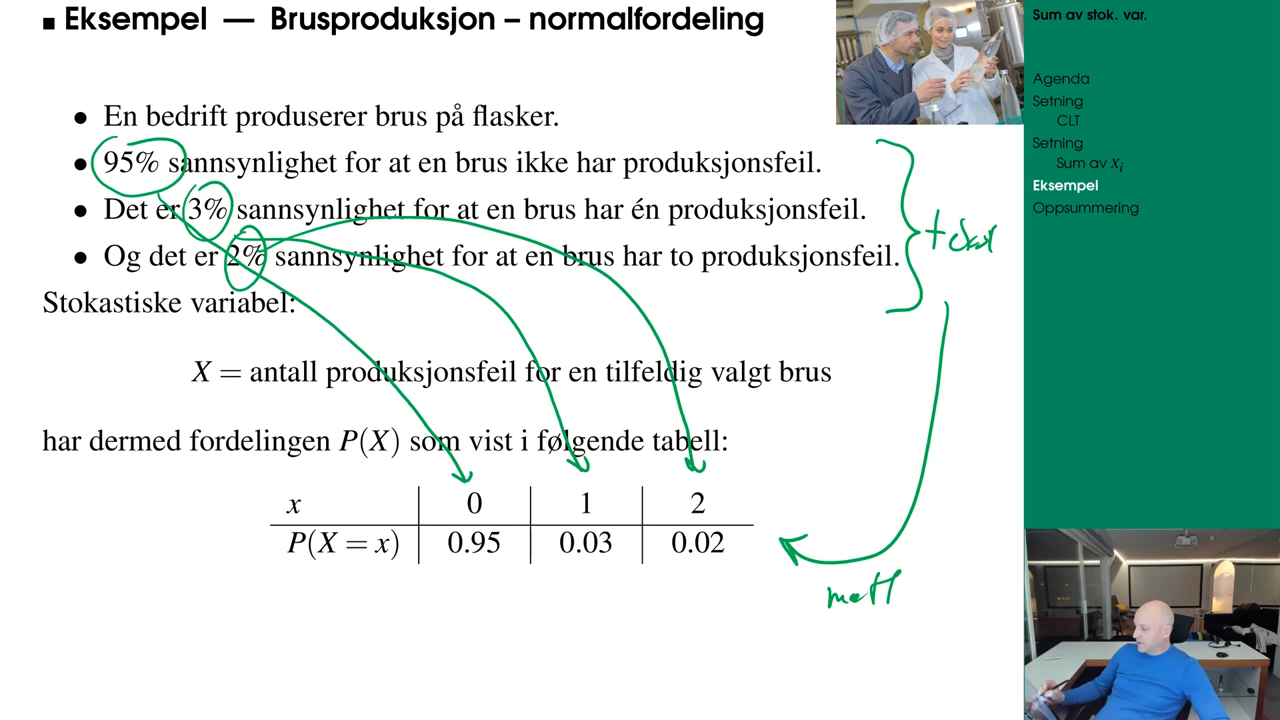 ▪ Eksempel — Brusproduksjon – normalfordeling
• En bedrift produserer brus på flasker.
• 95% sannsynlighet for at en brus ikke har produksjonsfeil.
• Det er 3% sannsynlighet for at en brus har én produksjonsfeil.
• Og det er 2% sannsynlighet for at en brus har to produksjonsfeil.
Stokastiske variabel:
X = antall produksjonsfeil for en tilfeldig valgt brus
har dermed fordelingen P(X) som vist i følgende tabell:
x 0 1 2
P(X = x) 0.95 0.03 0.02
matt
Sum av stok. var.
Agenda
Setning
CLT
Setning
Sum av Xᵢ
Eksempel
Oppsummering